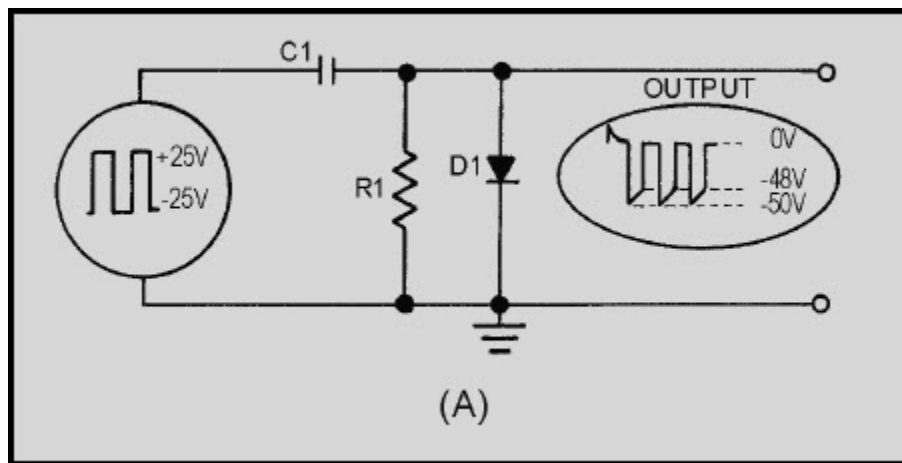 C1
OUTPUT
+25V
-25V
R1
D1
0V
-48V
-50V
(A)